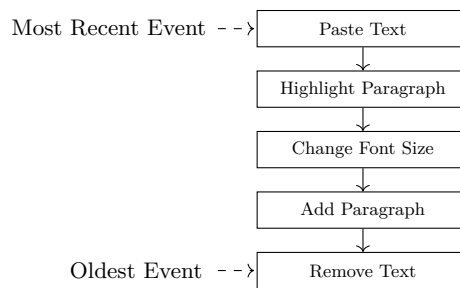 Most Recent Event
Paste Text
Highlight Paragraph
Change Font Size
Add Paragraph
Oldest Event
Remove Text